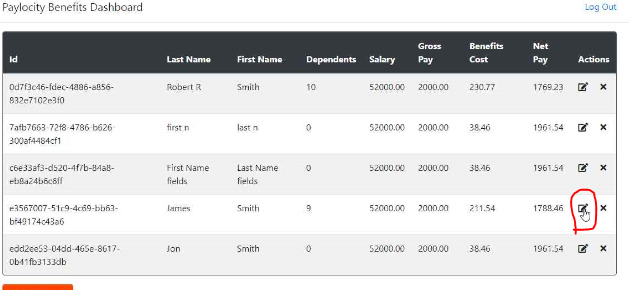 Paylocity Benefits Dashboard Log Out
Id Last Name First Name Dependents Salary Gross Pay Benefits Cost Net Pay Actions
0d7f3c46-fdec-4886-a856-832e7102e3f0 Robert R Smith 10 52000.00 2000.00 230.77 1769.23
7afb7663-72f8-4786-b626-300af4484cf1 first n last n 0 52000.00 2000.00 38.46 1961.54
c6e33af3-d520-4f7b-84a8-eb8a24b6c6ff First Name fields Last Name fields 0 52000.00 2000.00 38.46 1961.54
e3567007-51c9-4c69-bb63-bf49174c43a6 James Smith 9 52000.00 2000.00 211.54 1788.46
edd2ee53-04dd-465e-8617-0b41fb3133db Jon Smith 0 52000.00 2000.00 38.46 1961.54